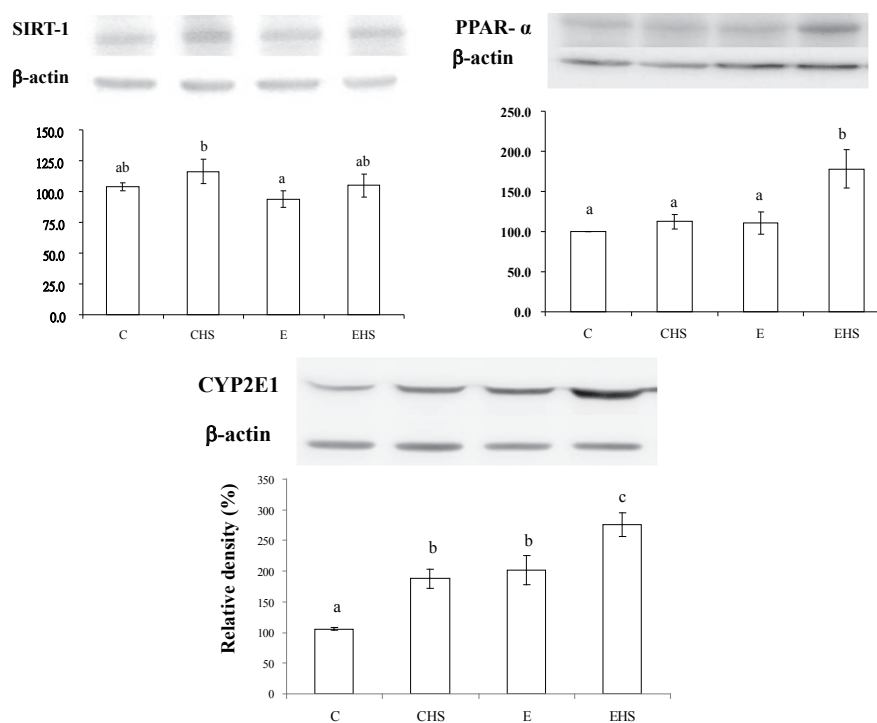 SIRT-1
β-actin
150.0
125.0
100.0
75.0
50.0
25.0
0.0
ab
b
a
ab
C CHS E EHS
PPAR- α
β-actin
250.0
200.0
150.0
100.0
50.0
0.0
a
a
a
b
C CHS E EHS
CYP2E1
β-actin
Relative density (%)
350
300
250
200
150
100
50
0
a
b
b
c
C CHS E EHS